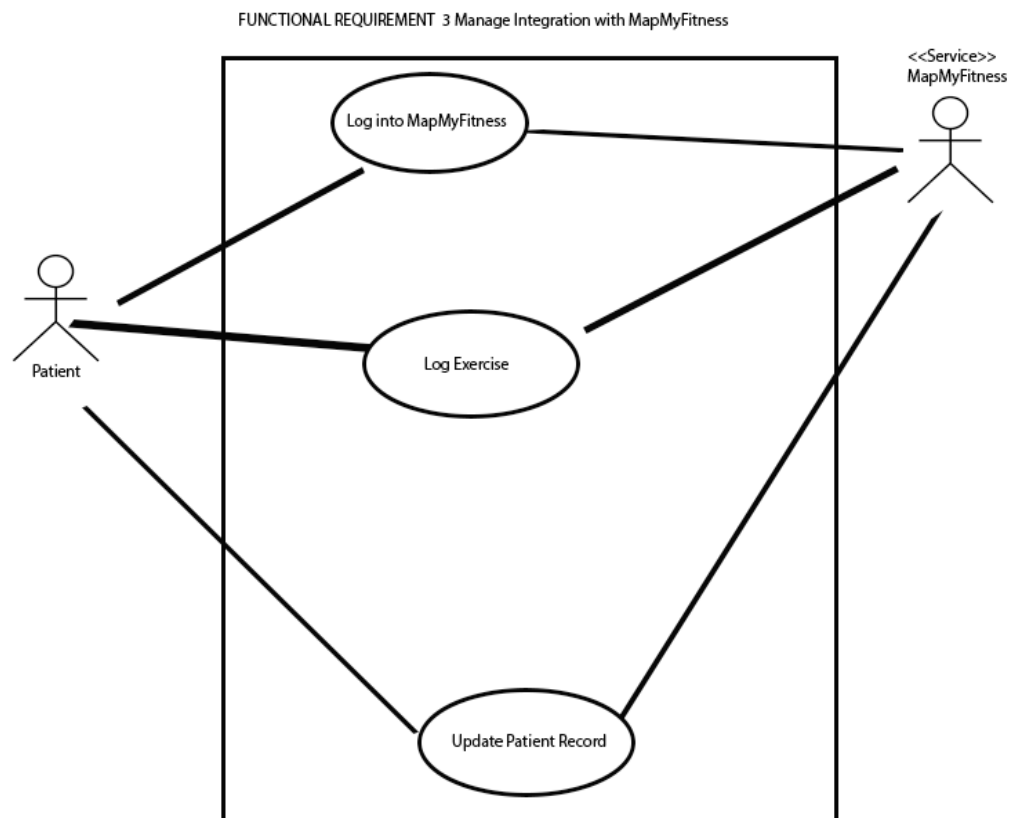 FUNCTIONAL REQUIREMENT  3 Manage Integration with MapMyFitness
<<Service>>
MapMyFitness
Log into MapMyFitness
Log Exercise
Patient
Update Patient Record